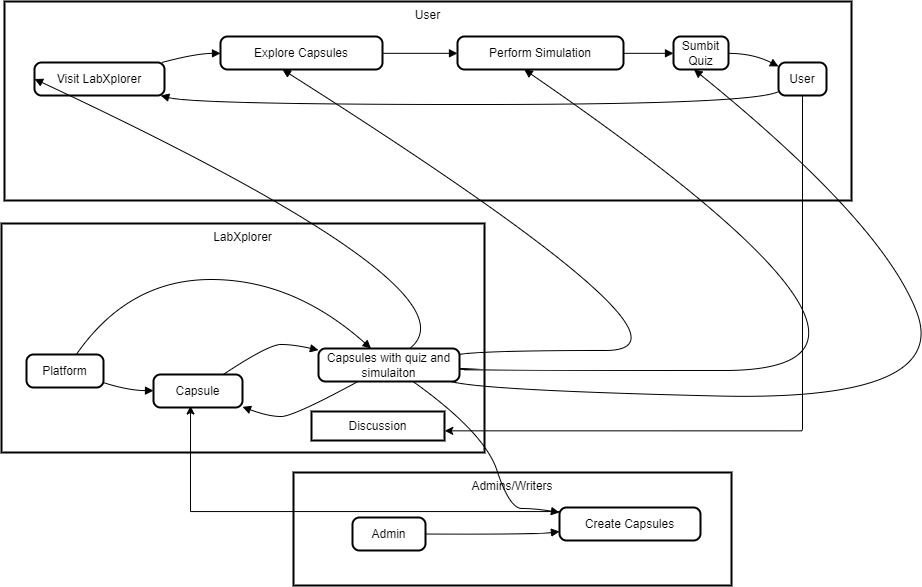 User
Explore Capsules
Perform Simulation
Sumbit
Quiz
Visit LabXplorer
User
LabXplorer
Platform
Capsules with quiz and
simulaiton
Capsule
Discussion
Admins/Writers
Create Capsules
Admin